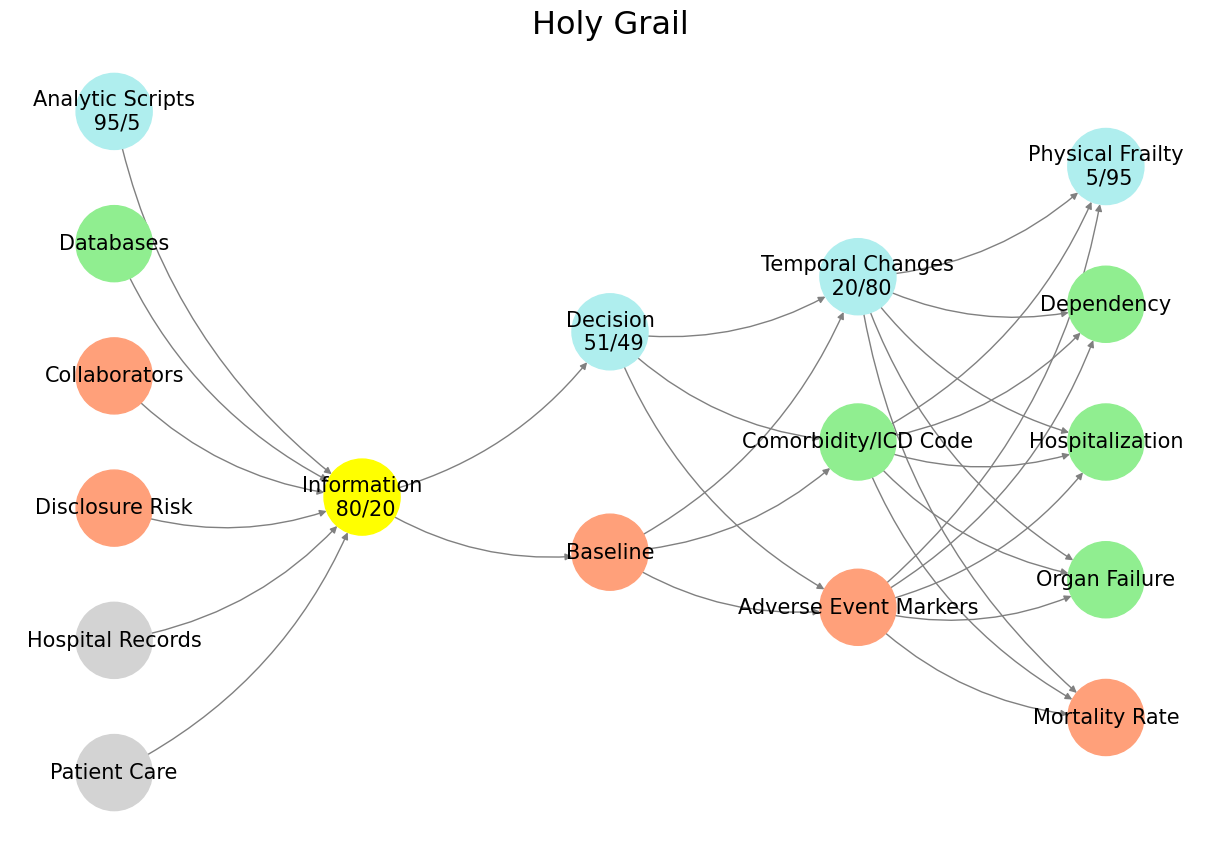 Holy Grail
Analytic Scripts
95/5
Databases
Collaborators
Disclosure Risk
Hospital Records
Patient Care
Information
80/20
Decision
51/49
Baseline
Temporal Changes
20/80
Comorbidity/ICD Code
Adverse Event Markers
Physical Frailty
5/95
Dependency
Hospitalization
Organ Failure
Mortality Rate